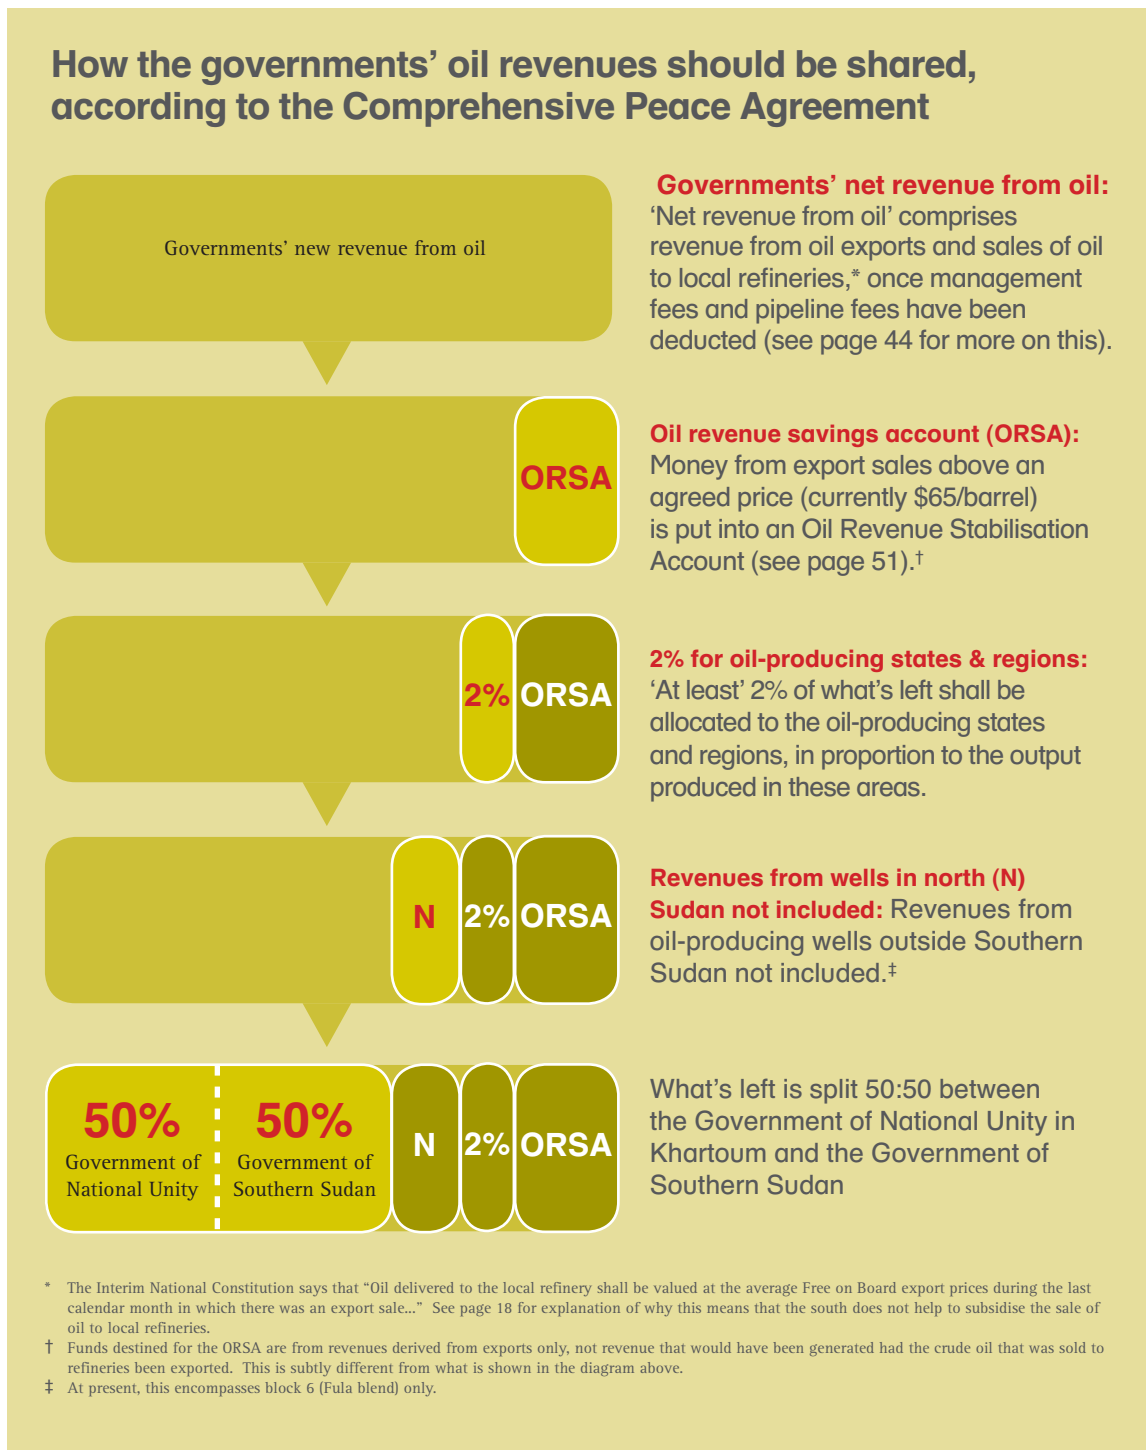 How the governments’ oil revenues should be shared,
according to the Comprehensive Peace Agreement
Governments’ new revenue from oil
Governments’ net revenue from oil:
‘Net revenue from oil’ comprises
revenue from oil exports and sales of oil
to local refineries,* once management
fees and pipeline fees have been
deducted (see page 44 for more on this).
ORSA
Oil revenue savings account (ORSA):
Money from export sales above an
agreed price (currently $65/barrel)
is put into an Oil Revenue Stabilisation
Account (see page 51).†
2% ORSA
2% for oil-producing states & regions:
‘At least’ 2% of what’s left shall be
allocated to the oil-producing states
and regions, in proportion to the output
produced in these areas.
N 2% ORSA
Revenues from wells in north (N)
Sudan not included: Revenues from
oil-producing wells outside Southern
Sudan not included.‡
50%
Government of
National Unity
50%
Government of
Southern Sudan
N 2% ORSA
What’s left is split 50:50 between
the Government of National Unity in
Khartoum and the Government of
Southern Sudan
* The Interim National Constitution says that “Oil delivered to the local refinery shall be valued at the average Free on Board export prices during the last
calendar month in which there was an export sale...” See page 18 for explanation of why this means that the south does not help to subsidise the sale of
oil to local refineries.
† Funds destined for the ORSA are from revenues derived from exports only, not revenue that would have been generated had the crude oil that was sold to
refineries been exported. This is subtly different from what is shown in the diagram above.
‡ At present, this encompasses block 6 (Fula blend) only.